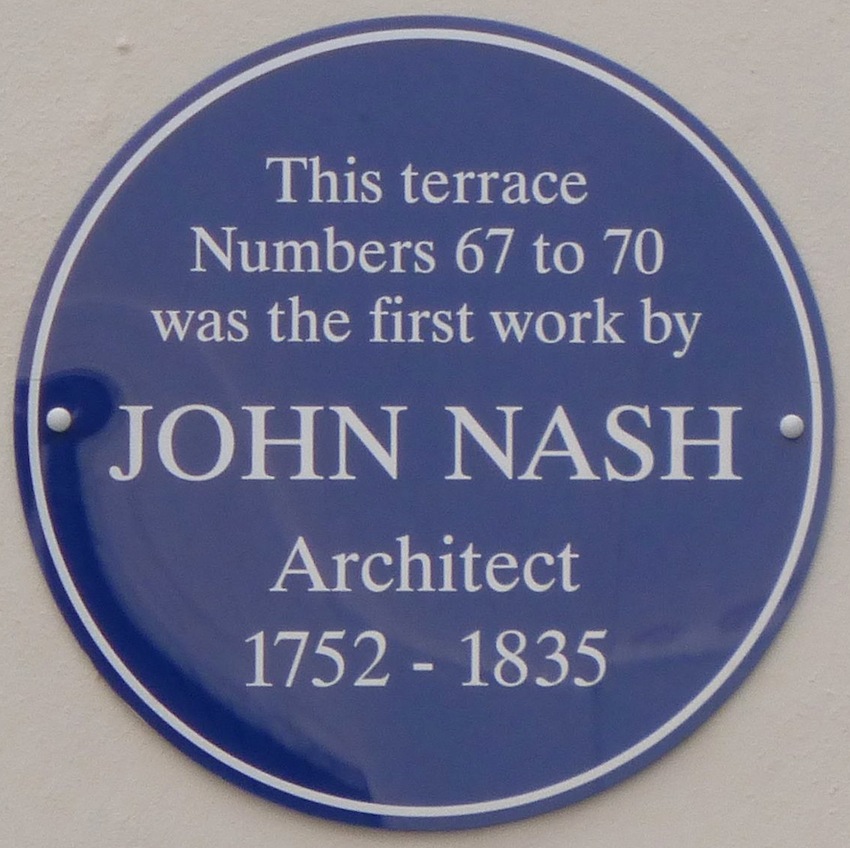 This terrace
Numbers 67 to 70
was the first work by
JOHN NASH
Architect
1752 - 1835